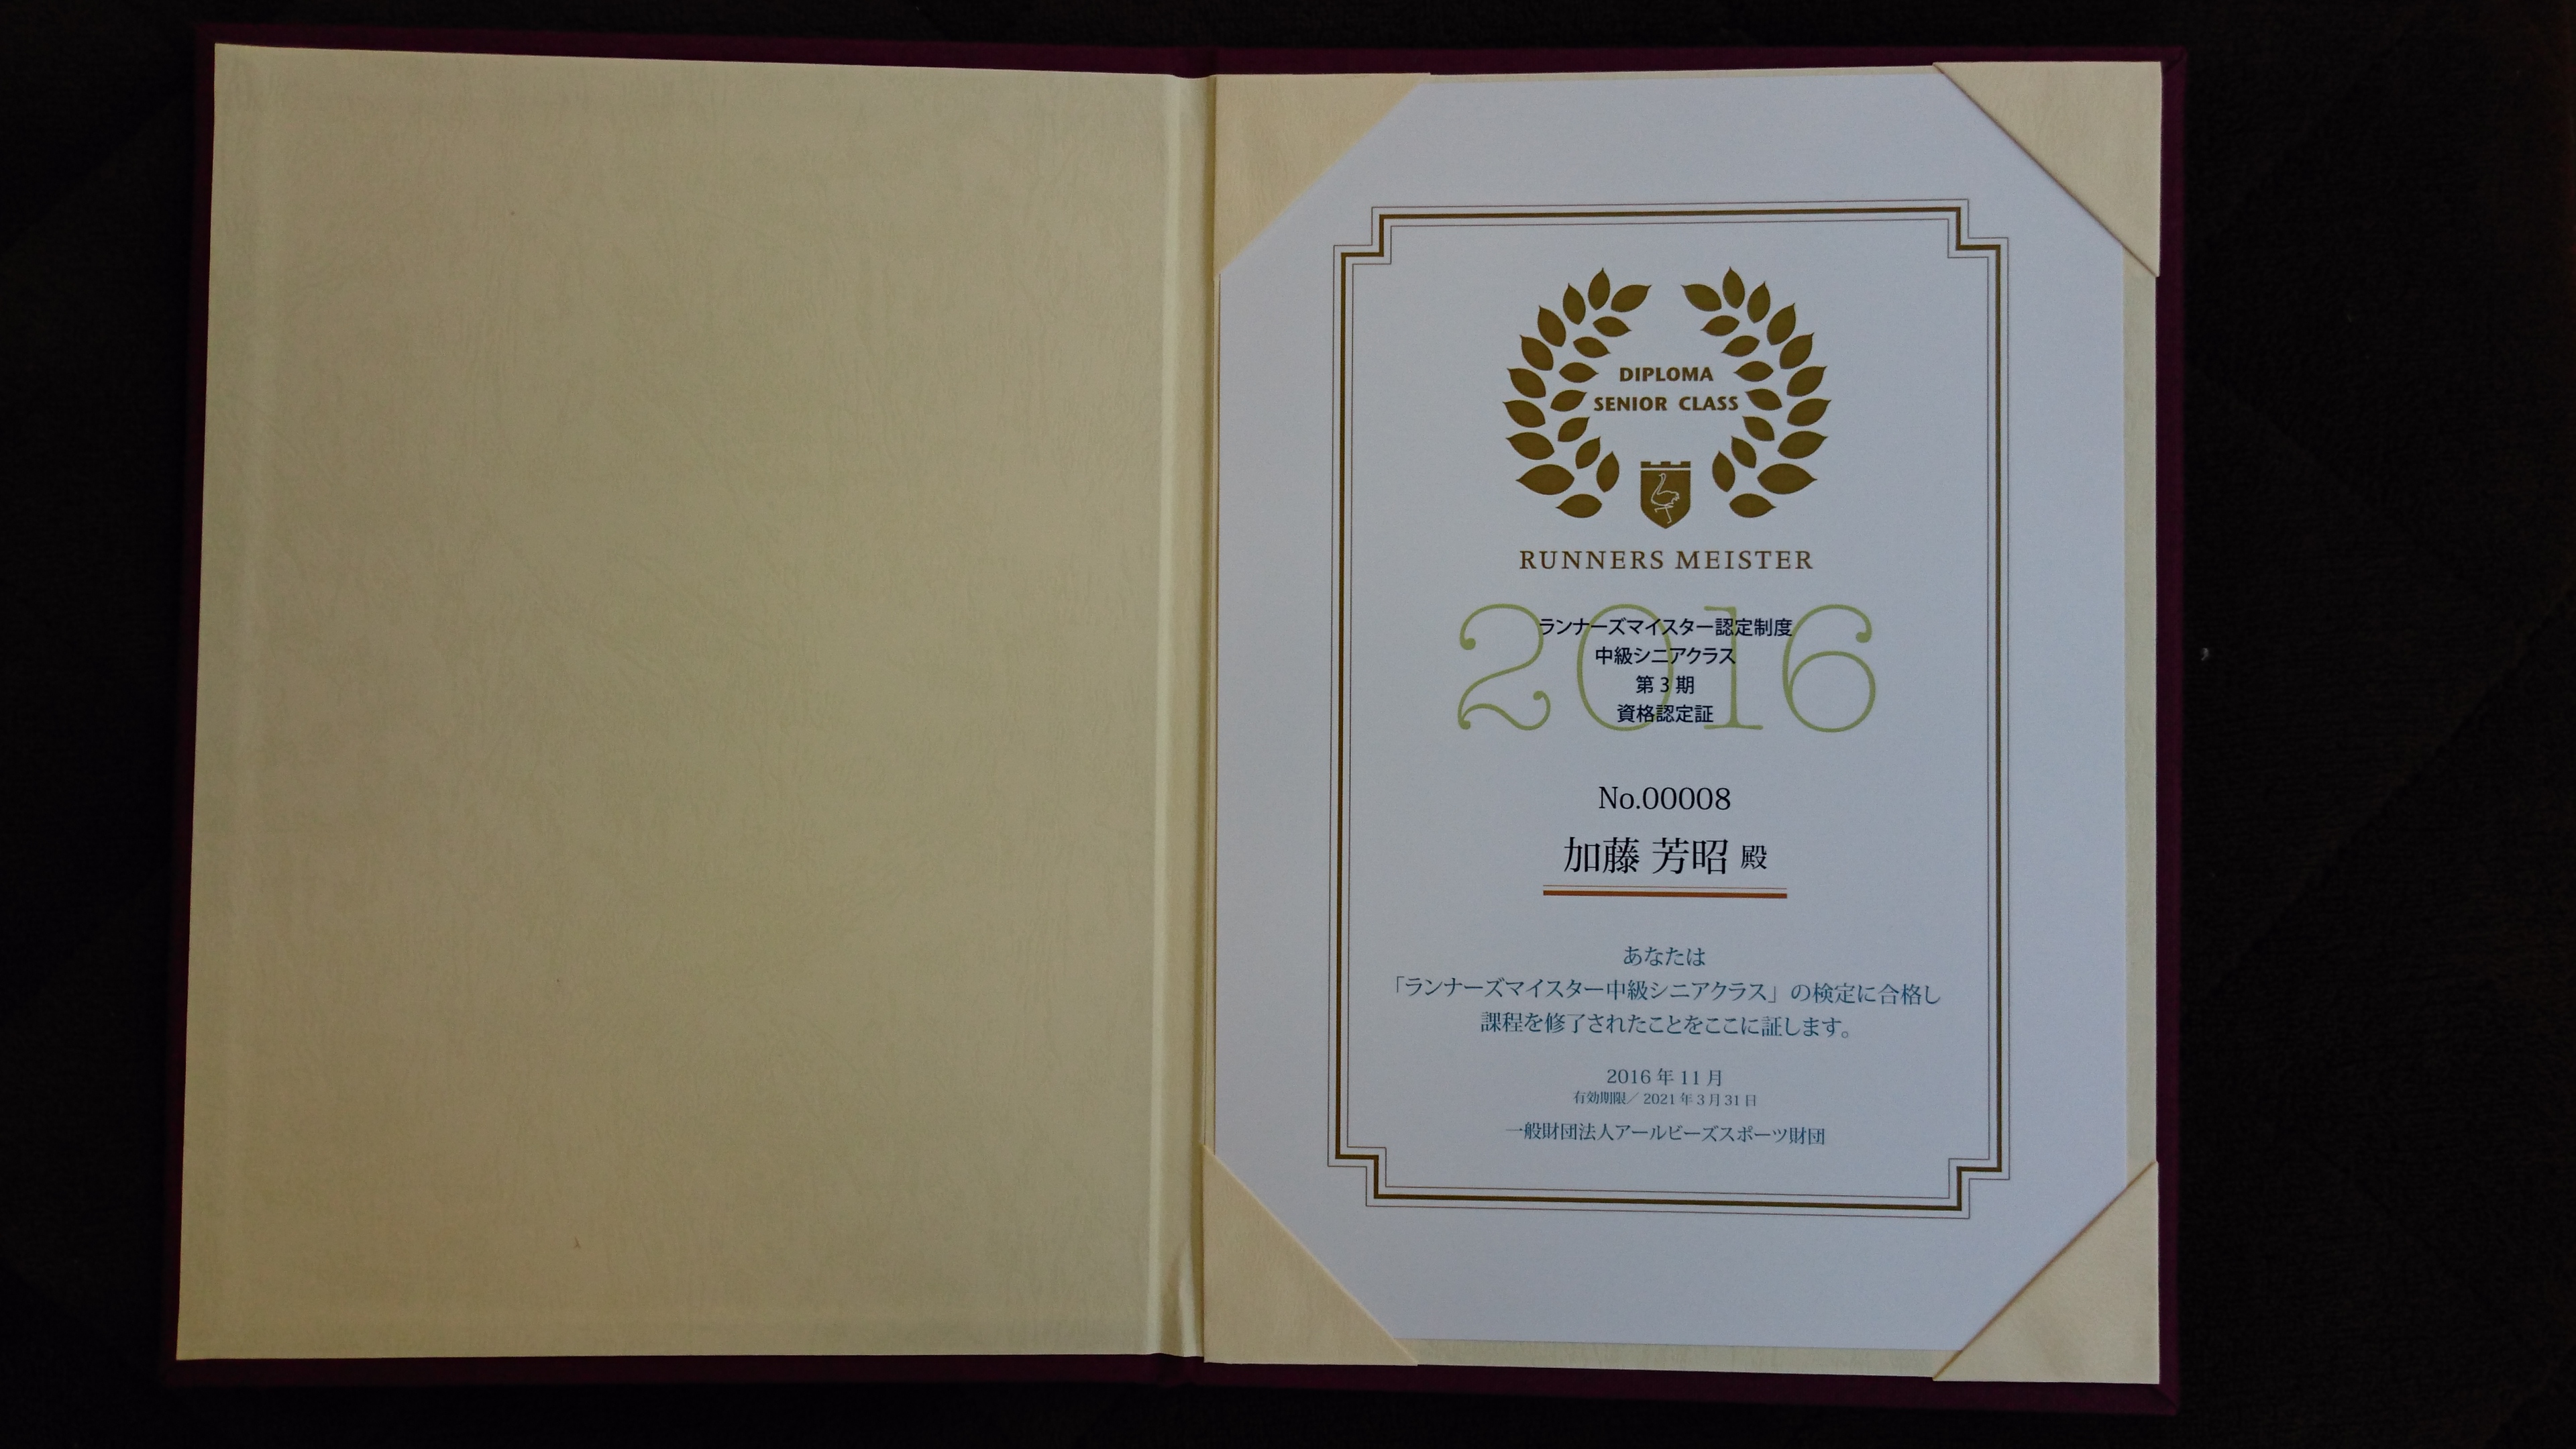 DIPLOMA
SENIOR CLASS
RUNNERS MEISTER
2016
ランナーズマイスター認定制度
中級シニアクラス
第3期
資格認定証
No.00008
加藤 芳昭 殿
あなたは
「ランナーズマイスター中級シニアクラス」の検定に合格し
課程を修了されたことをここに証します。
2016年11月
有効期限／2021年3月31日
一般財団法人アールビーズスポーツ財団